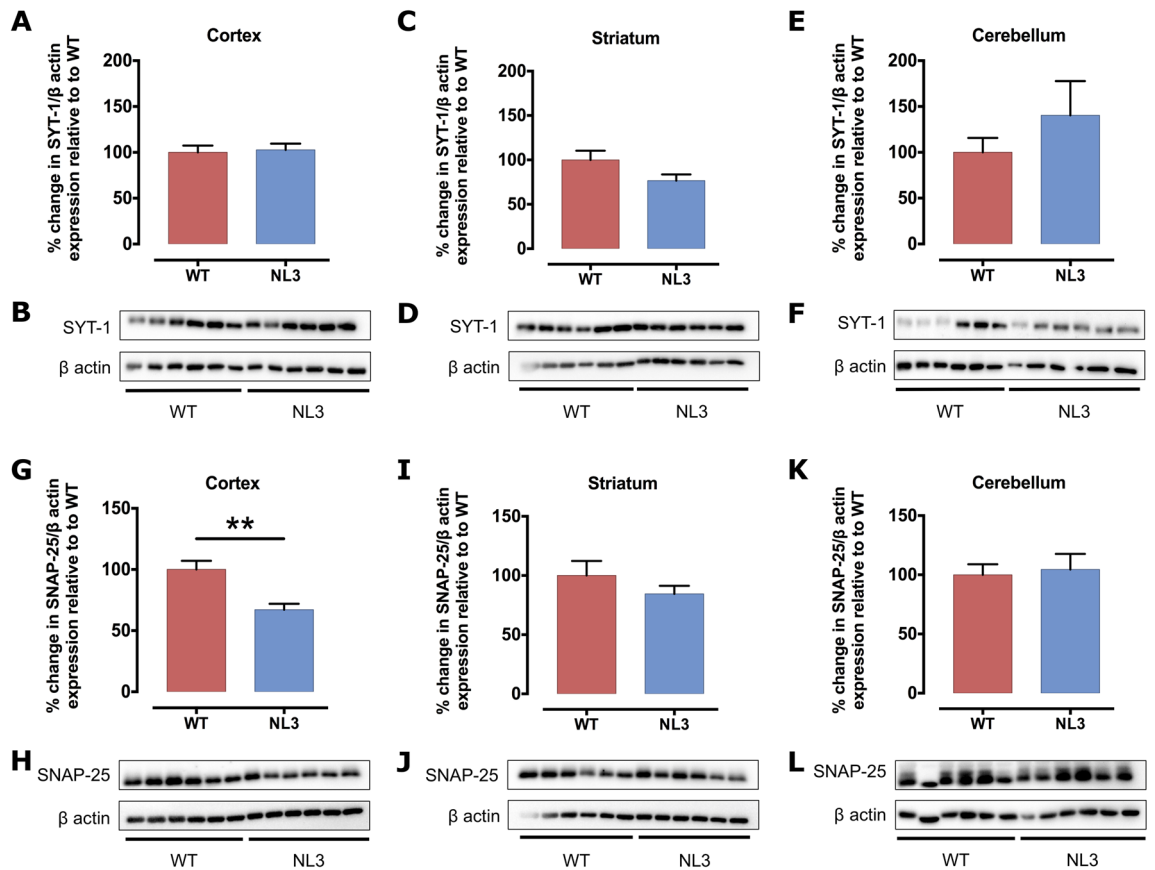 A
Cortex
% change in SYT-1/β actin
expression relative to to WT
200
150
100
50
0
WT
NL3
B
SYT-1
β actin
WT
NL3
C
Striatum
% change in SYT-1/β actin
expression relative to to WT
200
150
100
50
0
WT
NL3
D
SYT-1
β actin
WT
NL3
E
Cerebellum
% change in SYT-1/β actin
expression relative to to WT
200
150
100
50
0
WT
NL3
F
SYT-1
β actin
WT
NL3
G
Cortex
% change in SNAP-25/β actin
expression relative to to WT
150
100
50
0
**
WT
NL3
H
SNAP-25
β actin
WT
NL3
I
Striatum
% change in SNAP-25/β actin
expression relative to to WT
150
100
50
0
WT
NL3
J
SNAP-25
β actin
WT
NL3
K
Cerebellum
% change in SNAP-25/β actin
expression relative to to WT
150
100
50
0
WT
NL3
L
SNAP-25
β actin
WT
NL3